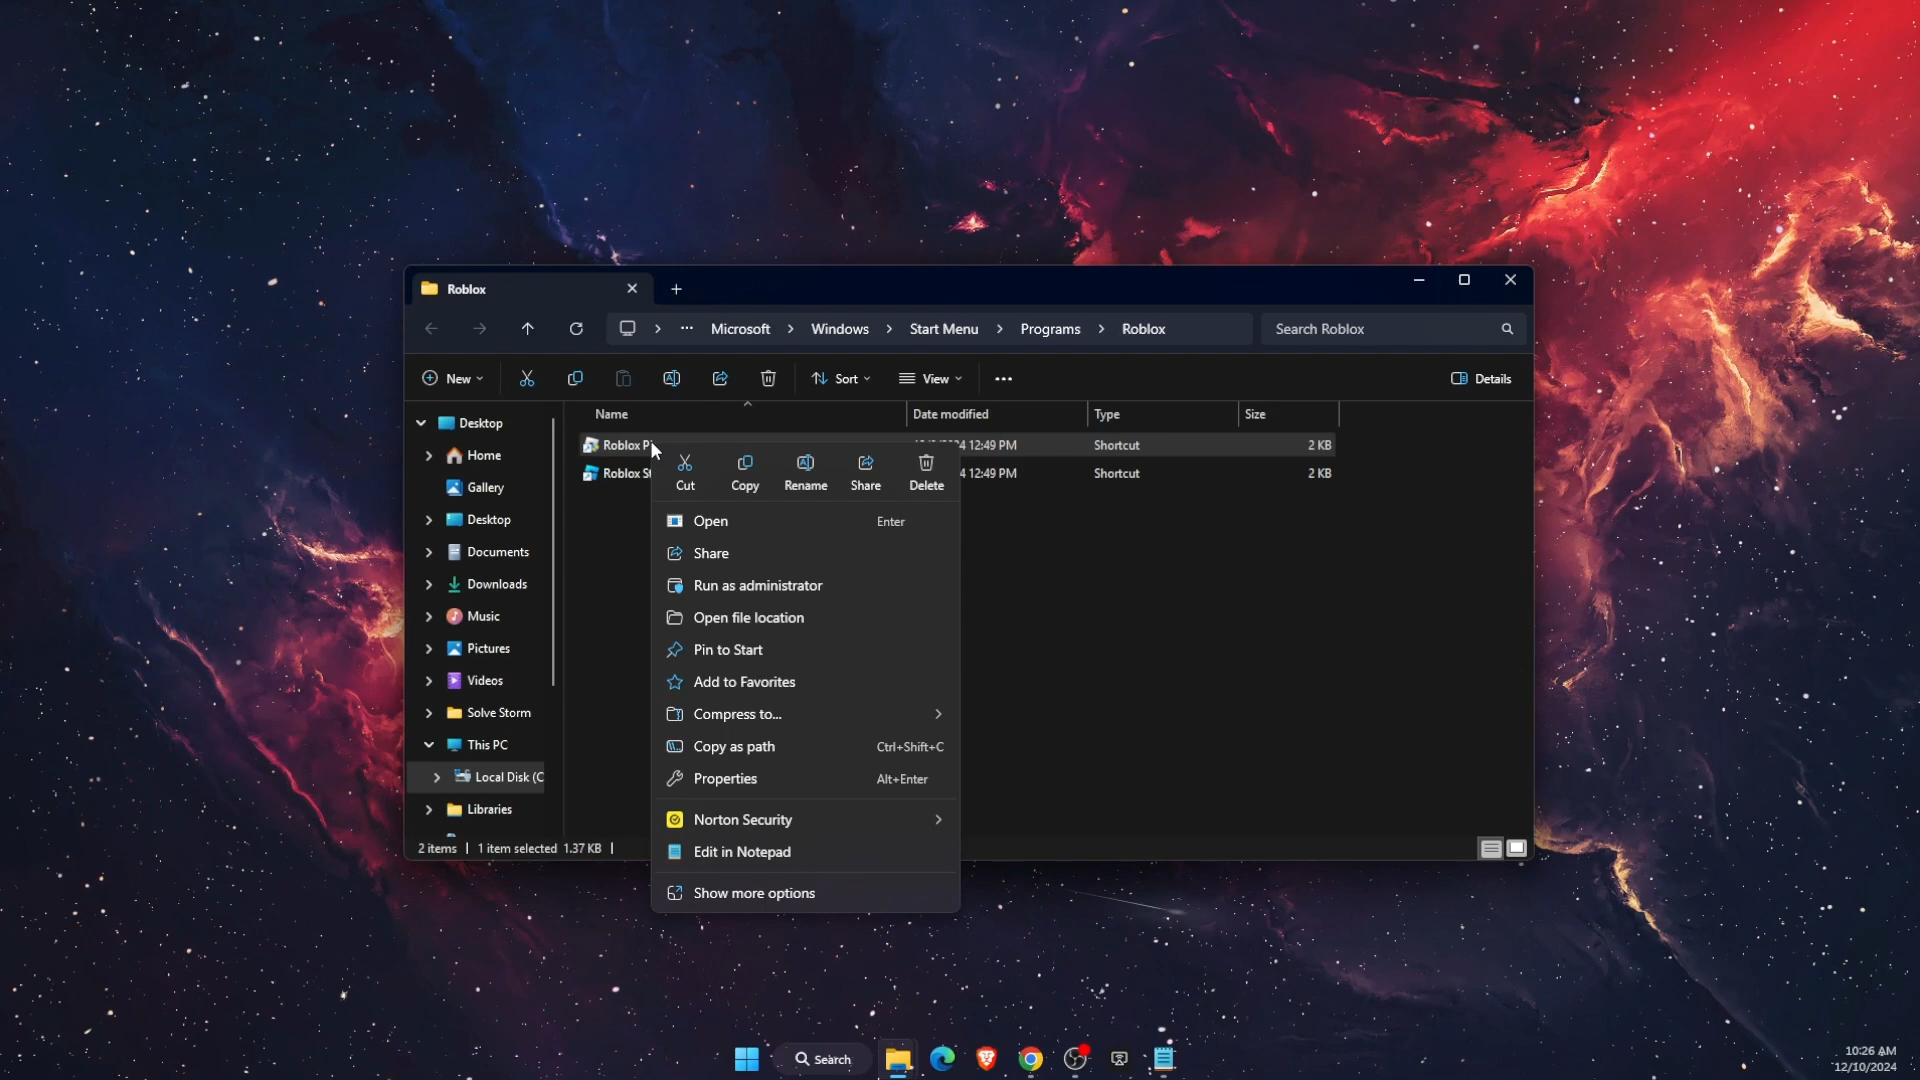 Roblox
Microsoft
Windows
Start Menu
Programs
Roblox
Search Roblox
New
Sort
View
Details
Name
Date modified
Type
Size
Desktop
Home
Gallery
Desktop
Documents
Downloads
Music
Pictures
Videos
Solve Storm
This PC
Local Disk (C
Libraries
Roblox
12:49 PM
Shortcut
2 KB
Roblox
12:49 PM
Shortcut
2 KB
Cut
Copy
Rename
Share
Delete
Open Enter
Share
Run as administrator
Open file location
Pin to Start
Add to Favorites
Compress to...
Copy as path Ctrl+Shift+C
Properties Alt+Enter
Norton Security
Edit in Notepad
Show more options
2 items
1 item selected 1.37 KB
Search
10:26 AM
12/10/2024